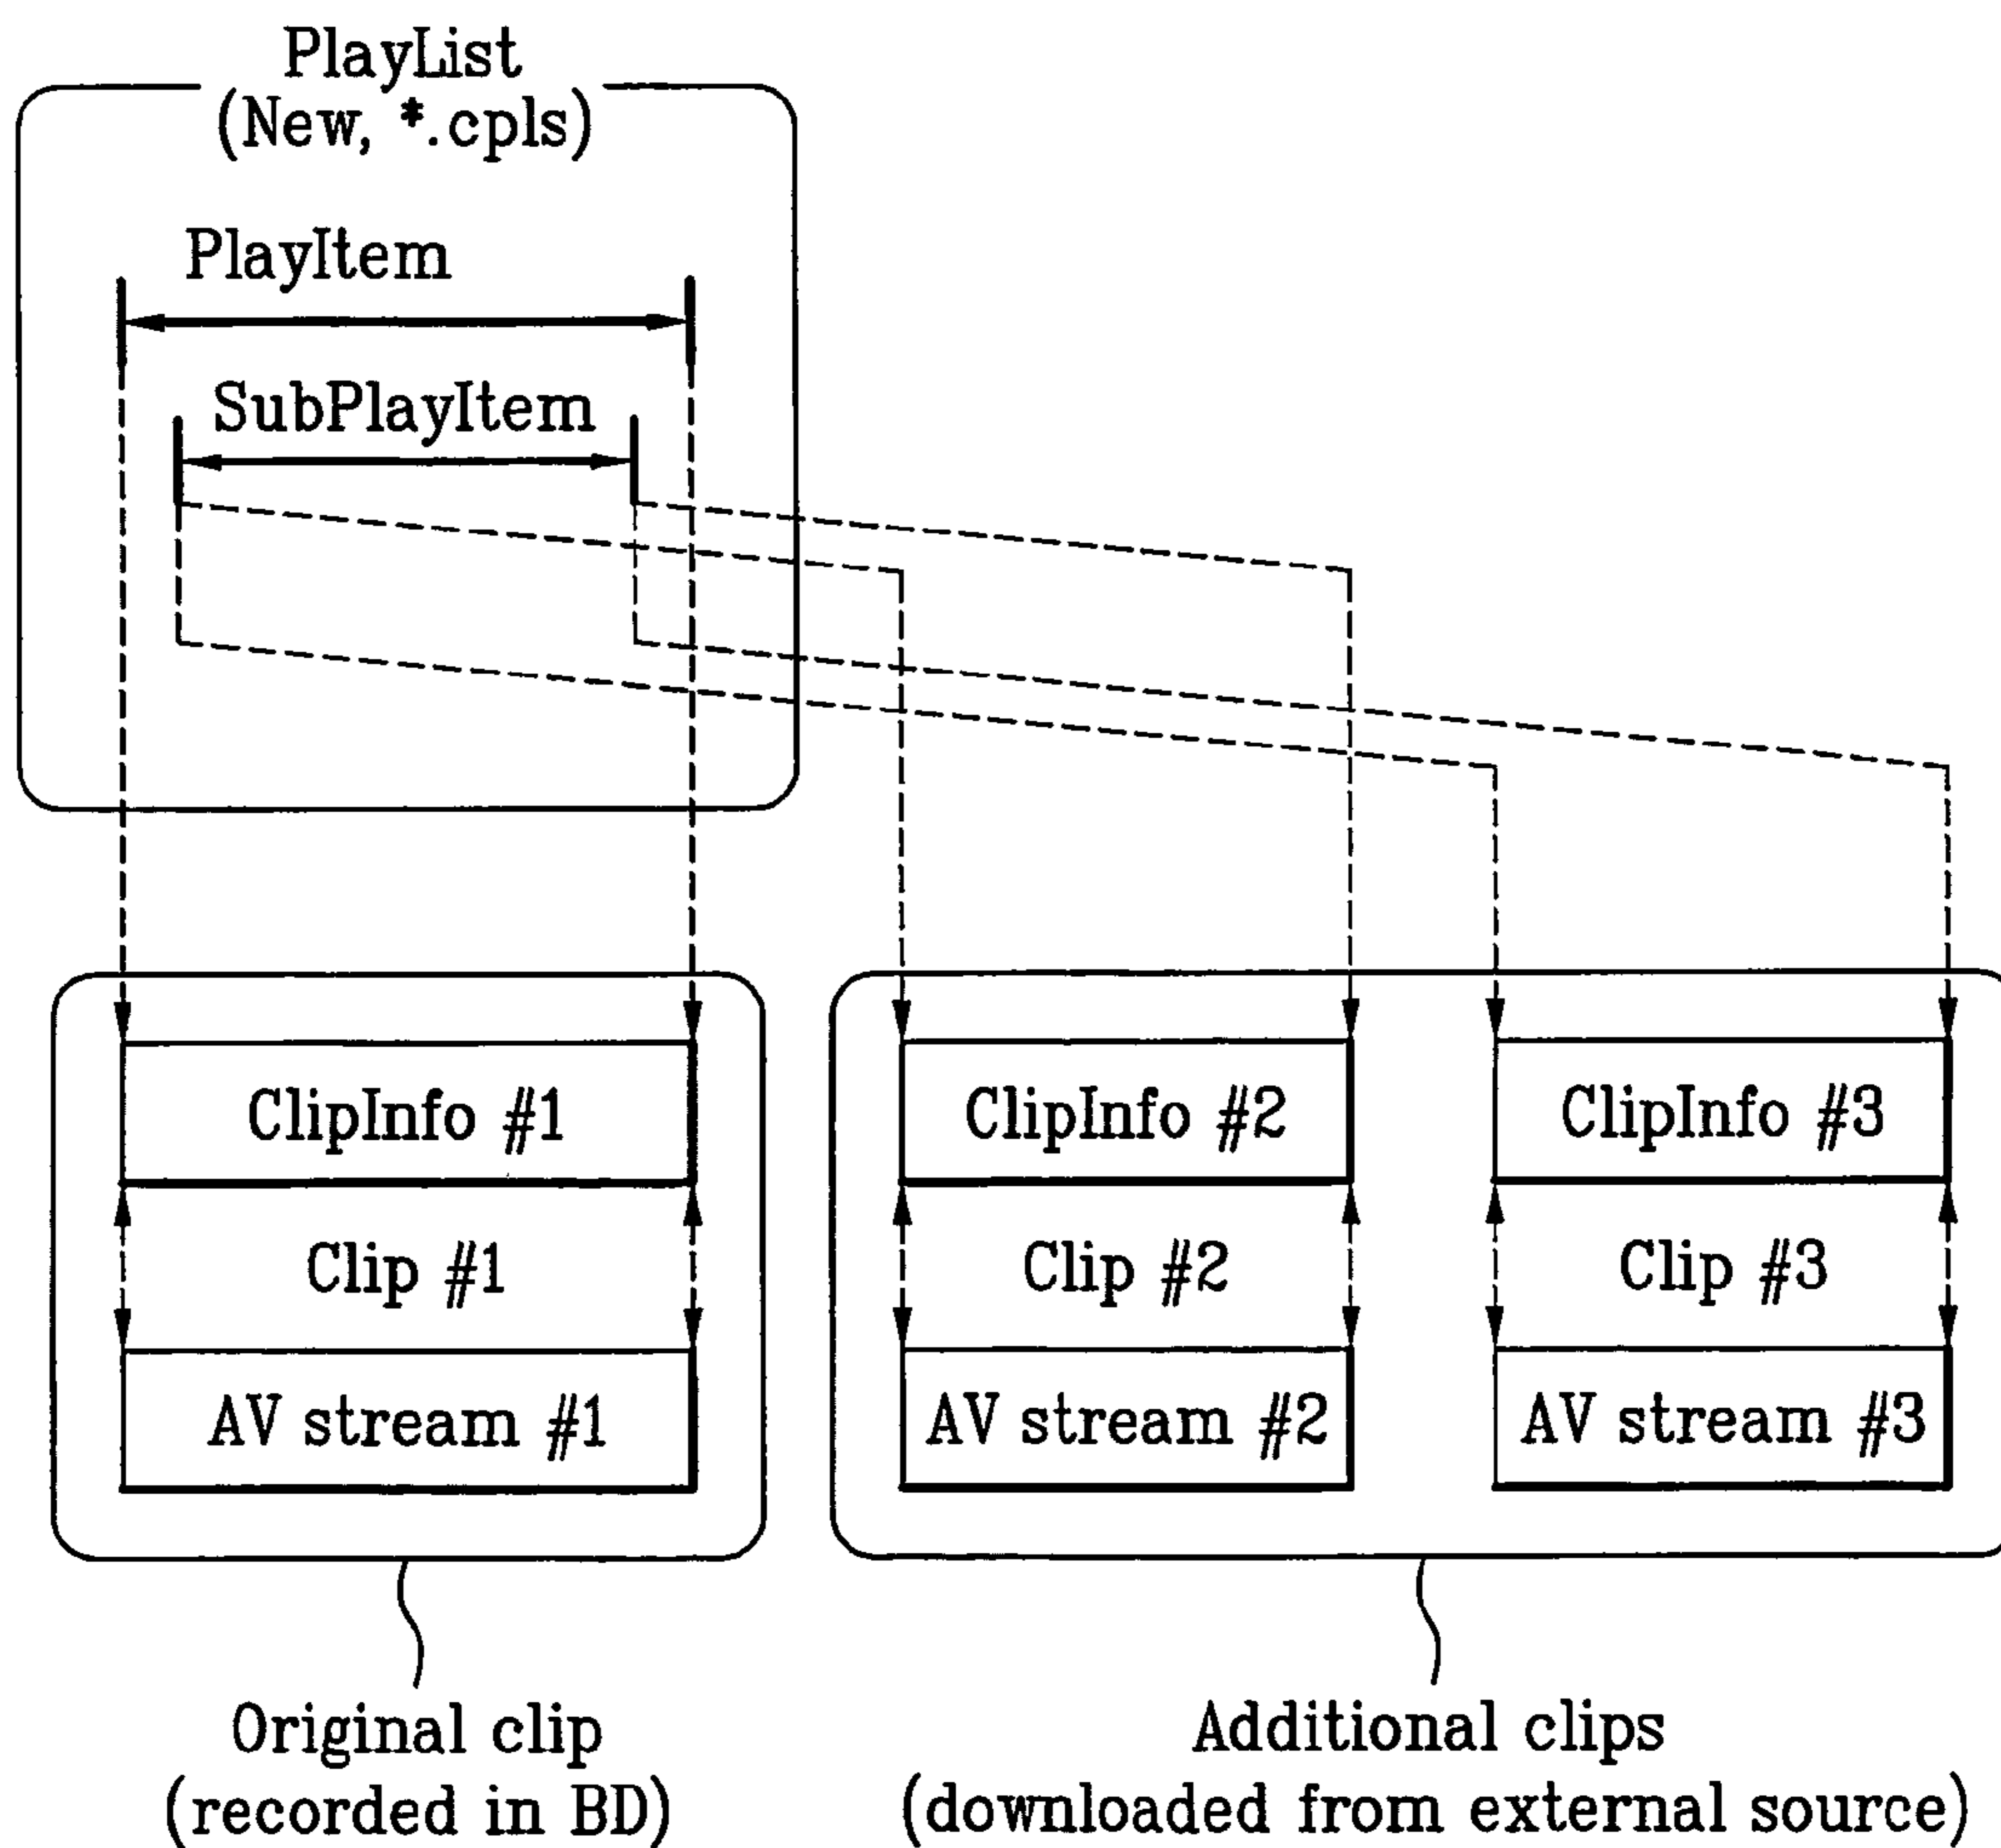 PlayList
(New, *.cpls)
PlayItem
SubPlayItem
ClipInfo #1
Clip #1
AV stream #1
ClipInfo #2
Clip #2
AV stream #2
ClipInfo #3
Clip #3
AV stream #3
Original clip
(recorded in BD)
Additional clips
(downloaded from external source)